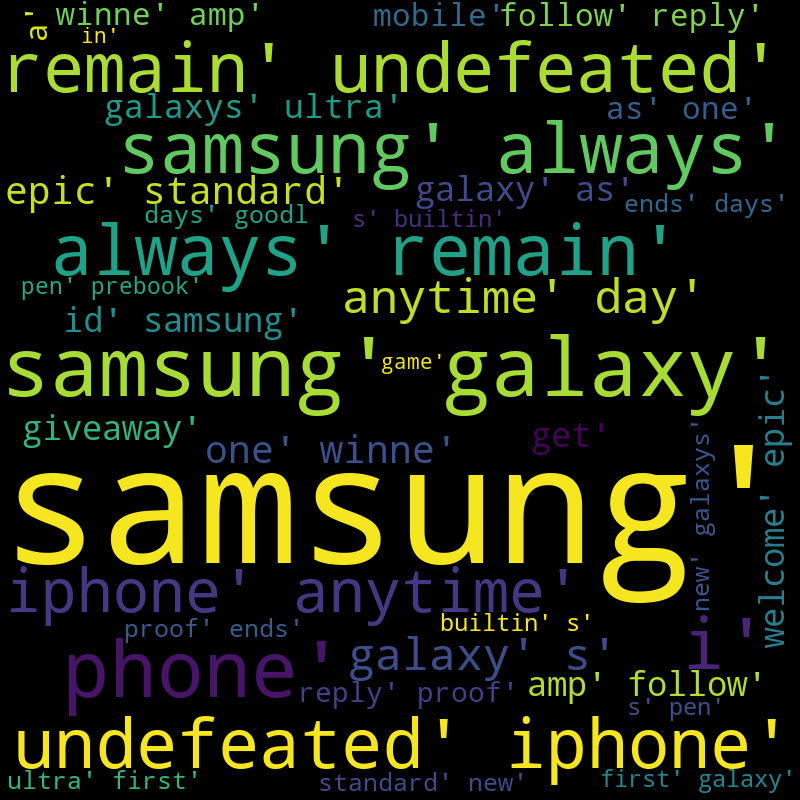 a'
winne' amp'
in'
mobile'
follow' reply'
remain' undefeated'
galaxys' ultra'
as' one'
samsung' always'
epic' standard'
galaxy' as'
ends' days'
days' goodl
s' builtin'
always' remain'
pen' prebook'
anytime' day'
id' samsung'
samsung'
game'
galaxy'
giveaway'
one' winne'
get'
new' galaxys'
welcome' epic'
samsung'
iphone' anytime'
proof' ends'
builtin' s'
phone'
galaxy' s'
i'
reply' proof'
amp' follow'
s' pen'
undefeated' iphone'
ultra' first'
standard' new'
first' galaxy'